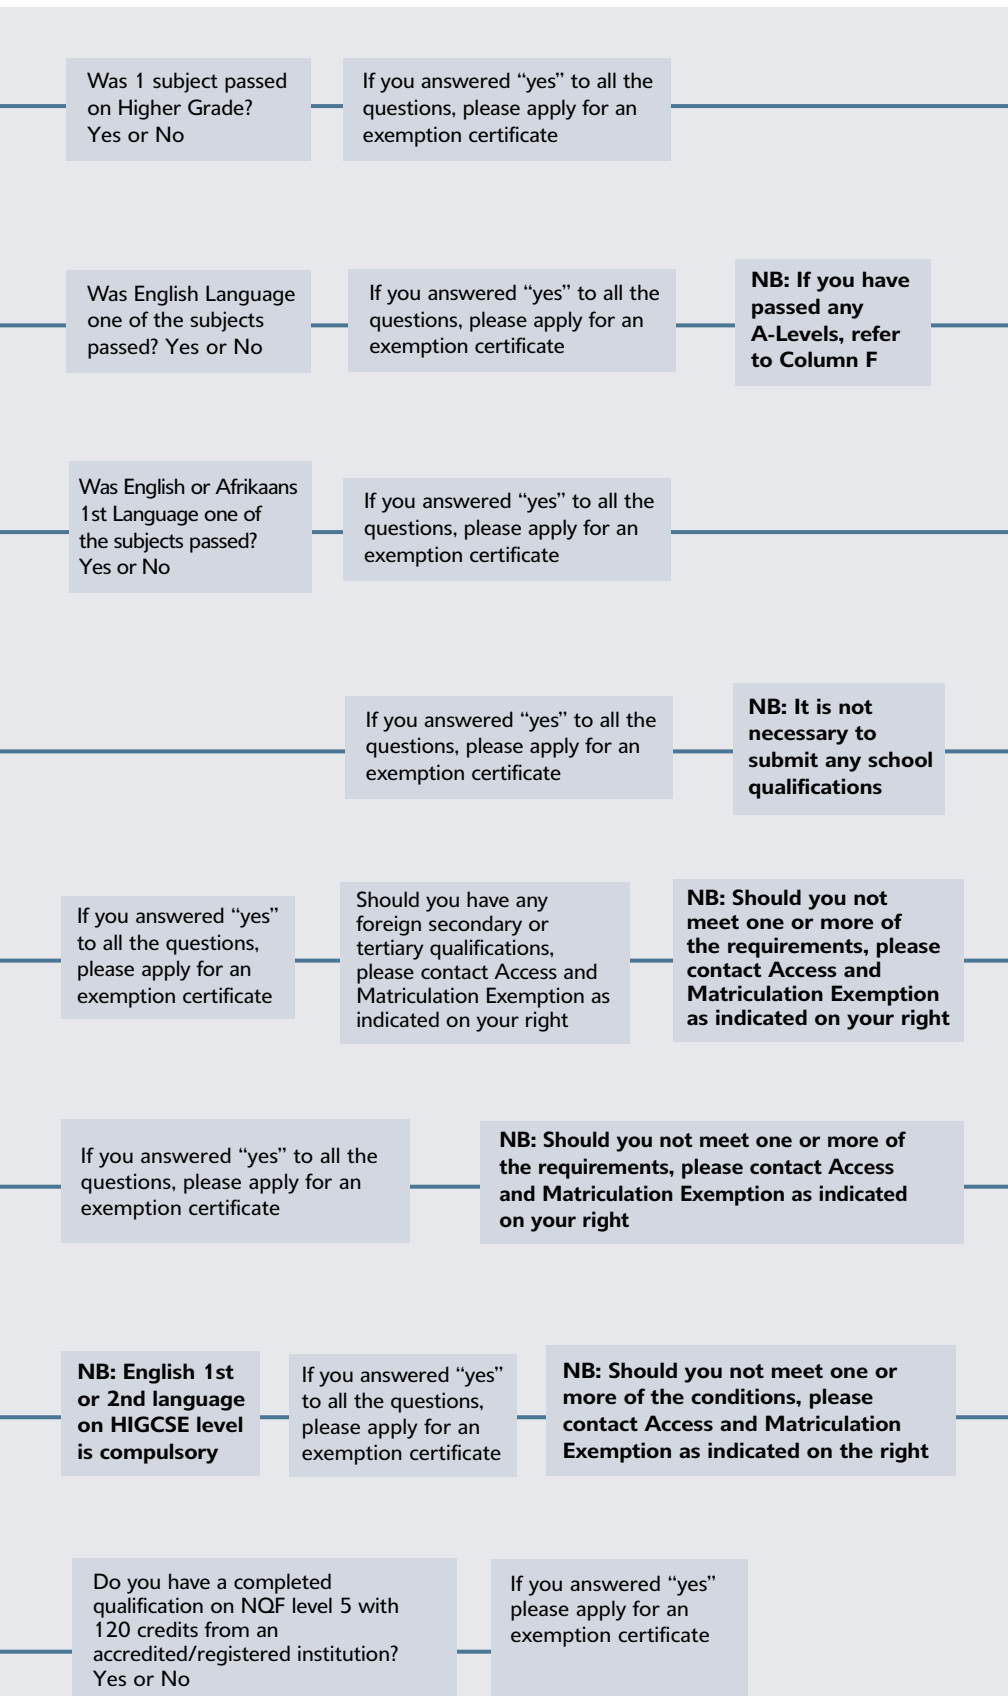 Was 1 subject passed
on Higher Grade?
Yes or No
If you answered “yes” to all the
questions, please apply for an
exemption certificate
Was English Language
one of the subjects
passed? Yes or No
If you answered “yes” to all the
questions, please apply for an
exemption certificate
NB: If you have
passed any
A-Levels, refer
to Column F
Was English or Afrikaans
1st Language one of
the subjects passed?
Yes or No
If you answered “yes” to all the
questions, please apply for an
exemption certificate
If you answered “yes” to all the
questions, please apply for an
exemption certificate
NB: It is not
necessary to
submit any school
qualifications
If you answered “yes”
to all the questions,
please apply for an
exemption certificate
Should you have any
foreign secondary or
tertiary qualifications,
please contact Access and
Matriculation Exemption as
indicated on your right
NB: Should you not
meet one or more of
the requirements, please
contact Access and
Matriculation Exemption
as indicated on your right
If you answered “yes” to all the
questions, please apply for an
exemption certificate
NB: Should you not meet one or more of
the requirements, please contact Access
and Matriculation Exemption as indicated
on your right
NB: English 1st
or 2nd language
on HIGCSE level
is compulsory
If you answered “yes”
to all the questions,
please apply for an
exemption certificate
NB: Should you not meet one or
more of the conditions, please
contact Access and Matriculation
Exemption as indicated on the right
Do you have a completed
qualification on NQF level 5 with
120 credits from an
accredited/registered institution?
Yes or No
If you answered “yes”
please apply for an
exemption certificate